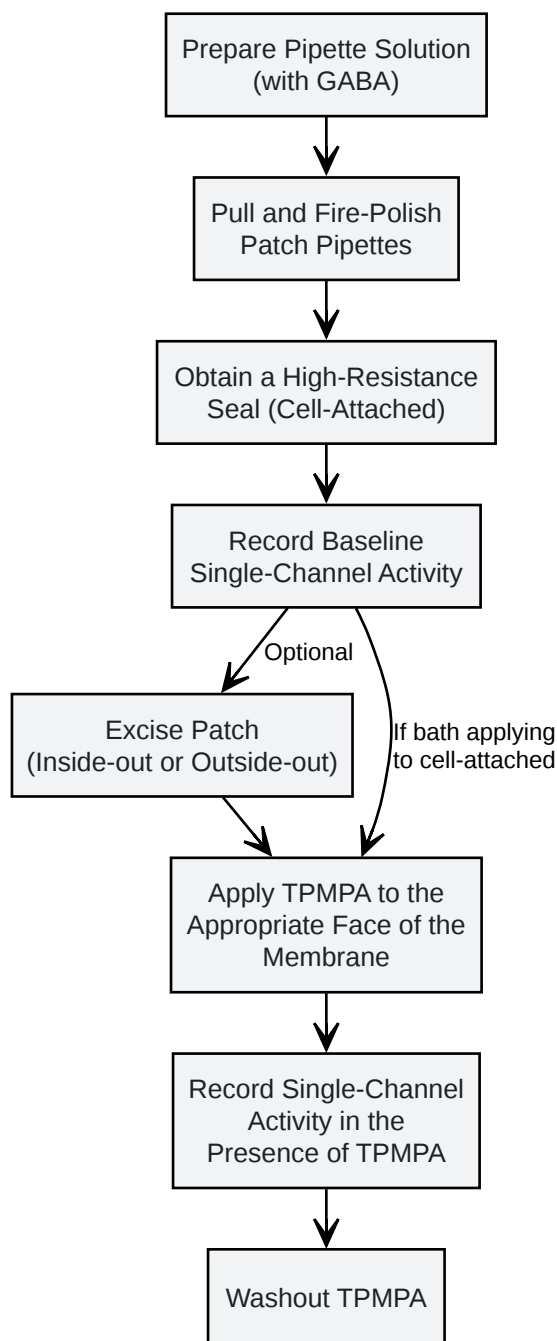 Prepare Pipette Solution
(with GABA)
Pull and Fire-Polish
Patch Pipettes
Obtain a High-Resistance
Seal (Cell-Attached)
Record Baseline
Single-Channel Activity
Optional
Excise Patch
(Inside-out or Outside-out)
If bath applying
to cell-attached
Apply TPMPA to the
Appropriate Face of the
Membrane
Record Single-Channel
Activity in the
Presence of TPMPA
Washout TPMPA